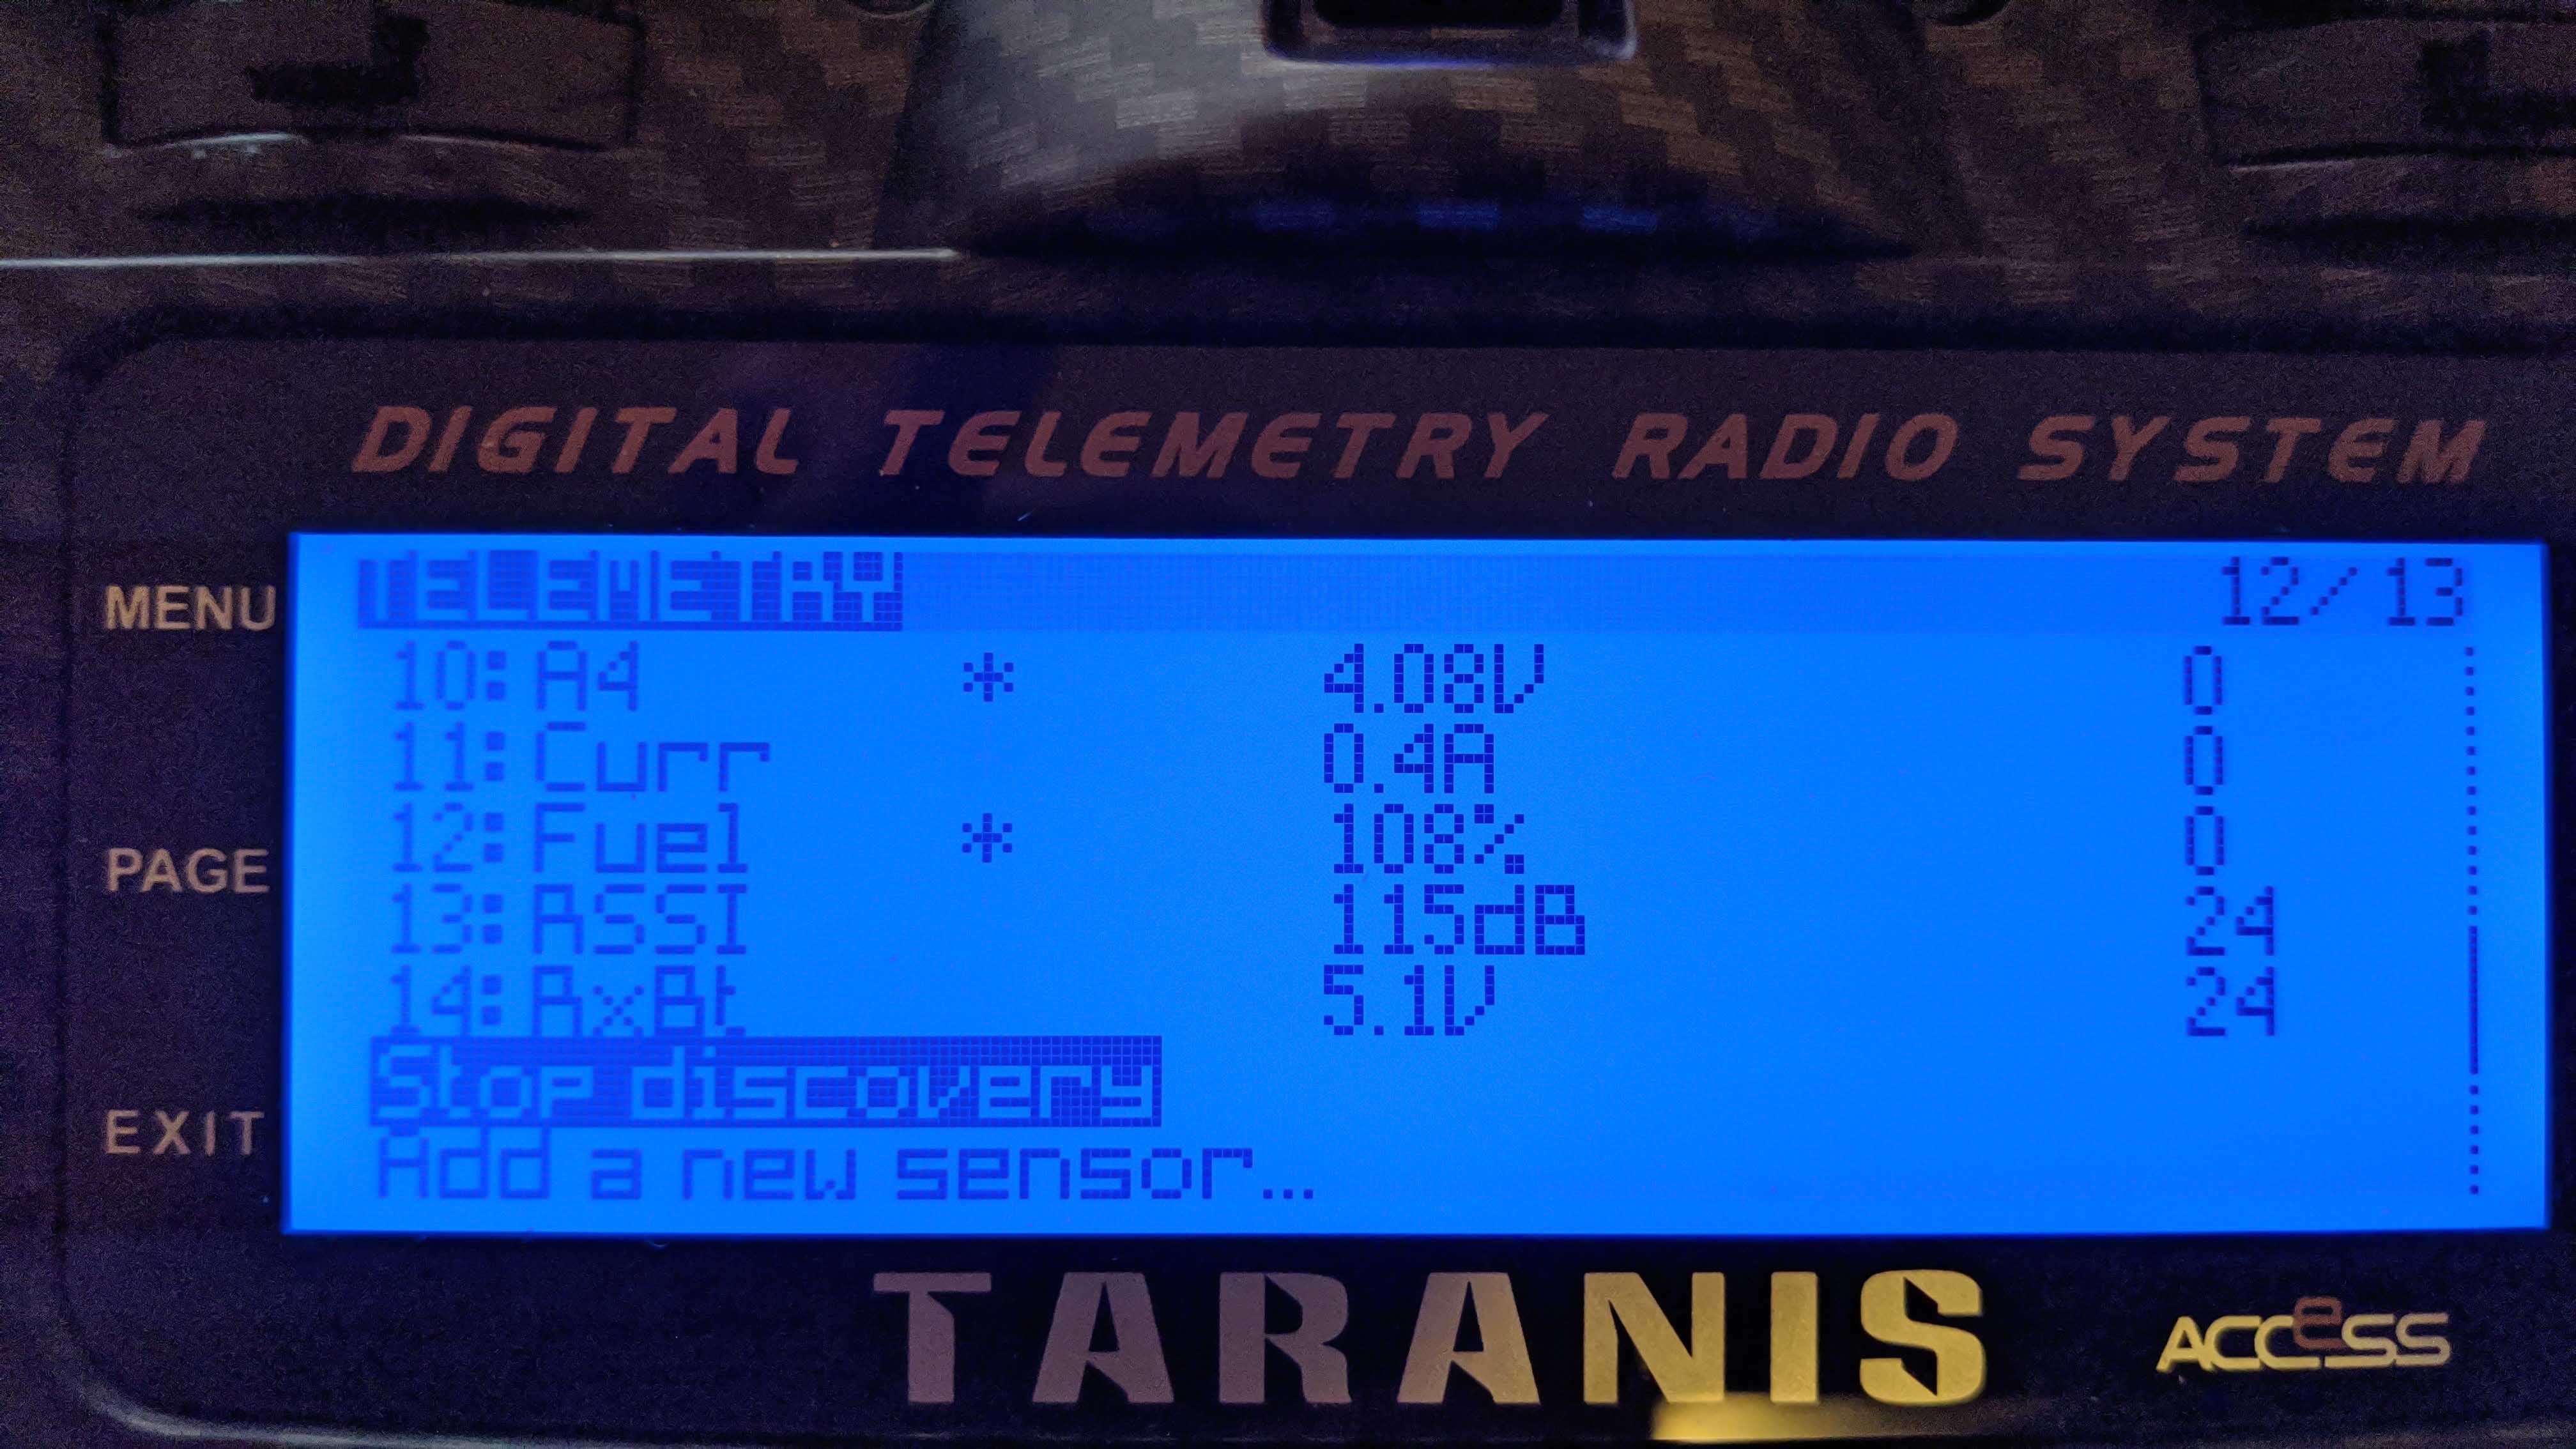 DIGITAL TELEMETRY RADIO SYSTEM
MENU
TELEMETRY 12/13
10: A4 * 4.08V 0
11: Curr 0.4A 0
12: Fuel * 108% 0
PAGE
13: RSSI 115dB 24
14: RxBt 5.1V 24
Stop discovery
EXIT
Add a new sensor...
TARANIS
ACCeSS